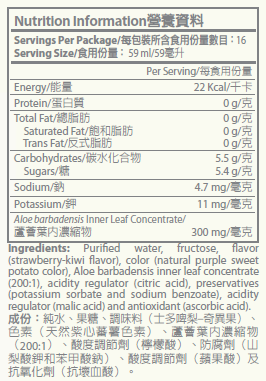 Nutrition Information營養資料
Servings Per Package/每包裝所含食用份量數目：16
Serving Size/食用份量： 59 ml/59毫升
Per Serving/每食用份量
Energy/能量 22 Kcal/千卡
Protein/蛋白質 0 g/克
Total Fat/總脂肪 0 g/克
Saturated Fat/飽和脂肪 0 g/克
Trans Fat/反式脂肪 0 g/克
Carbohydrates/碳水化合物 5.5 g/克
Sugars/糖 5.4 g/克
Sodium/鈉 4.7 mg/毫克
Potassium/鉀 11 mg/毫克
Aloe barbadensis Inner Leaf Concentrate/
蘆薈葉內濃縮物 300 mg/毫克
Ingredients: Purified water, fructose, flavor
(strawberry-kiwi flavor), color (natural purple sweet
potato color), Aloe barbadensis inner leaf concentrate
(200:1), acidity regulator (citric acid), preservatives
(potassium sorbate and sodium benzoate), acidity
regulator (malic acid) and antioxidant (ascorbic acid).
成份：純水、果糖、調味料（士多啤梨–奇異果）、
色素（天然紫心蕃薯色素）、蘆薈葉內濃縮物
（200:1）、酸度調節劑（檸檬酸）、防腐劑（山
梨酸鉀和苯甲酸鈉）、酸度調節劑（蘋果酸）及
抗氧化劑（抗壞血酸）。